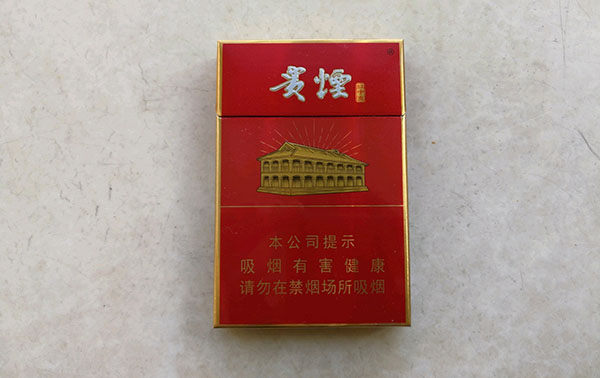 贵煙
本公司提示
吸烟有害健康
请勿在禁烟场所吸烟